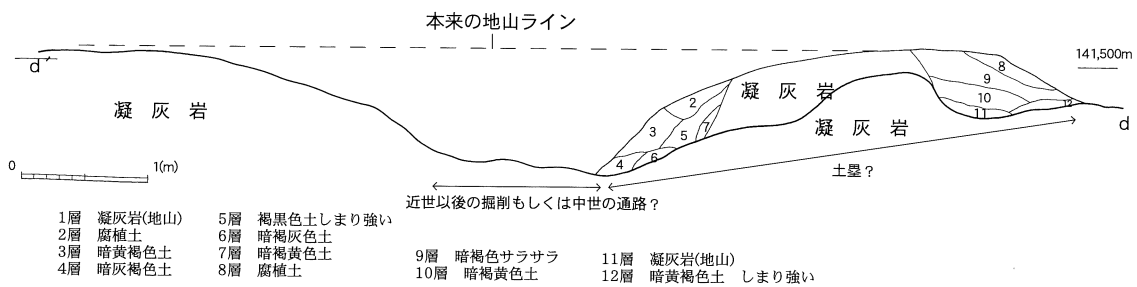 本来の地山ライン
141,500m
d′
8
9
2
凝 灰 岩
10
12
凝 灰 岩
3
5
7
11
凝 灰 岩
d
4
6
0
1(m)
土塁？
近世以後の掘削もしくは中世の通路？
1層 凝灰岩(地山)
2層 腐植土
3層 暗黄褐色土
4層 暗灰褐色土
5層 褐黒色土しまり強い
6層 暗褐灰色土
7層 暗褐黄色土
8層 腐植土
9層 暗褐色サラサラ
10層 暗褐黄色土
11層 凝灰岩(地山)
12層 暗黄褐色土 しまり強い